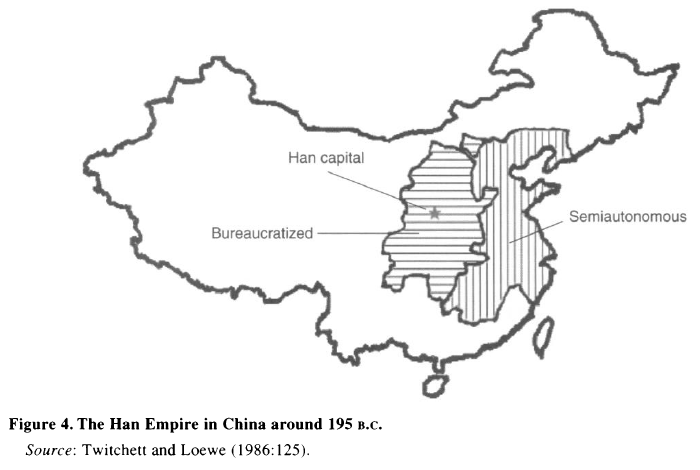 Han capital
Bureaucratized
Semiautonomous
Figure 4. The Han Empire in China around 195 B.C.
Source: Twitchett and Loewe (1986:125).